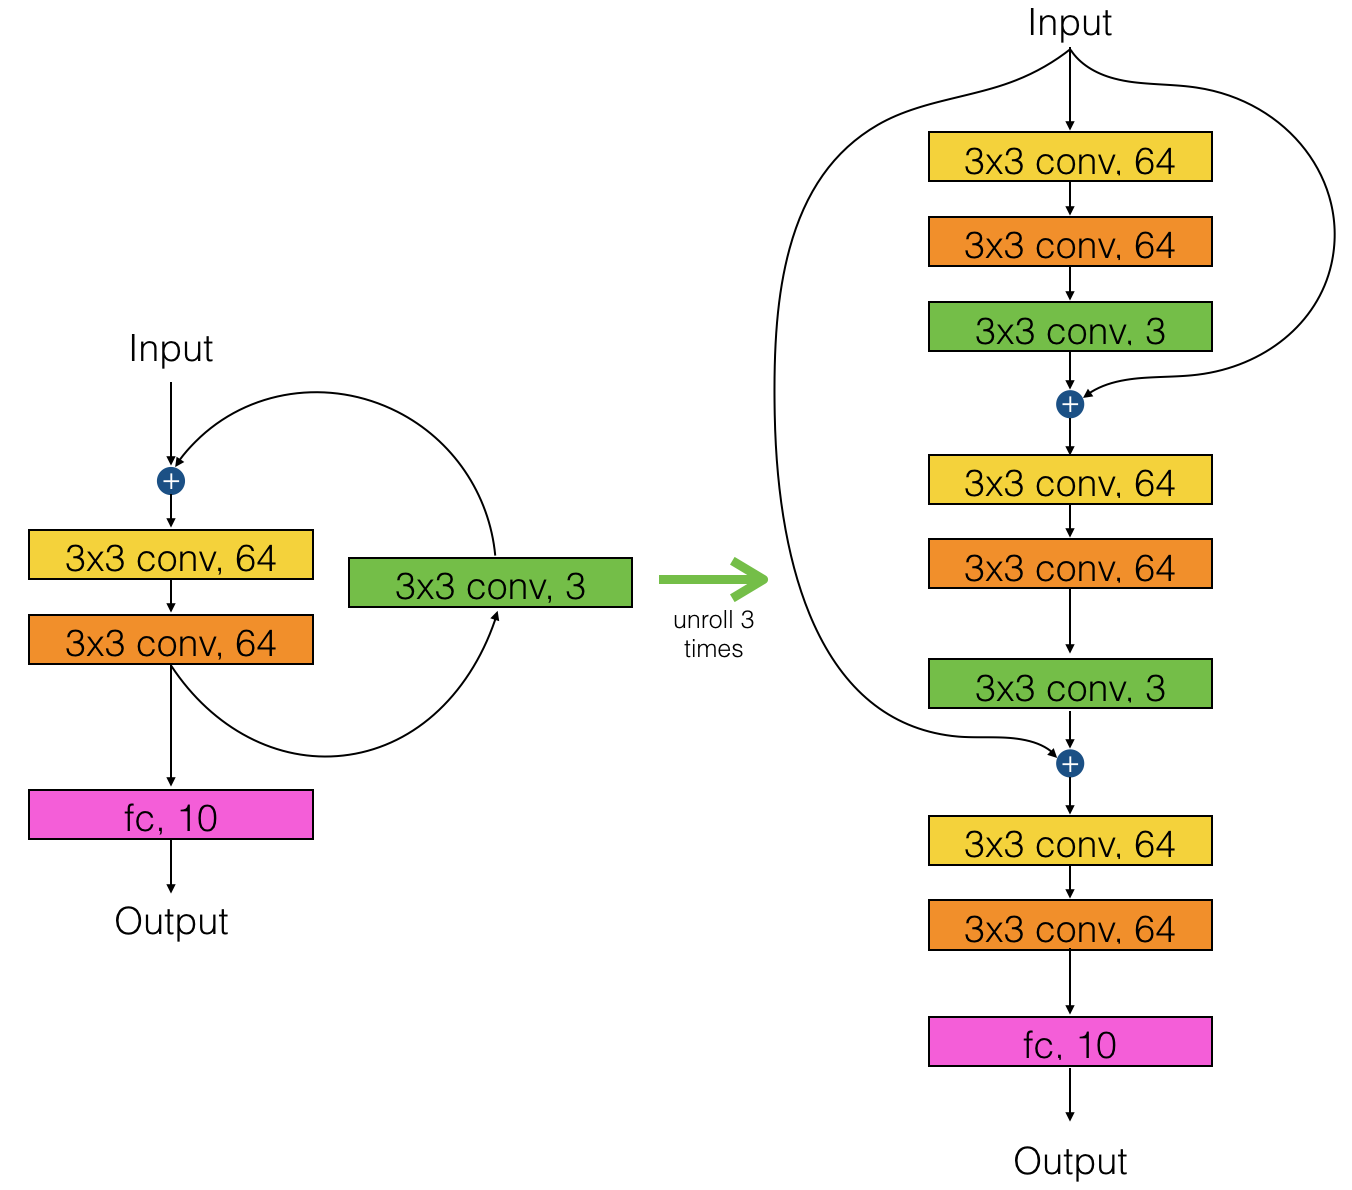 Input
+
3x3 conv, 64
3x3 conv, 64
3x3 conv, 3
fc, 10
Output
unroll 3
times
Input
3x3 conv, 64
3x3 conv, 64
3x3 conv, 3
+
3x3 conv, 64
3x3 conv, 64
3x3 conv, 3
+
3x3 conv, 64
3x3 conv, 64
fc, 10
Output